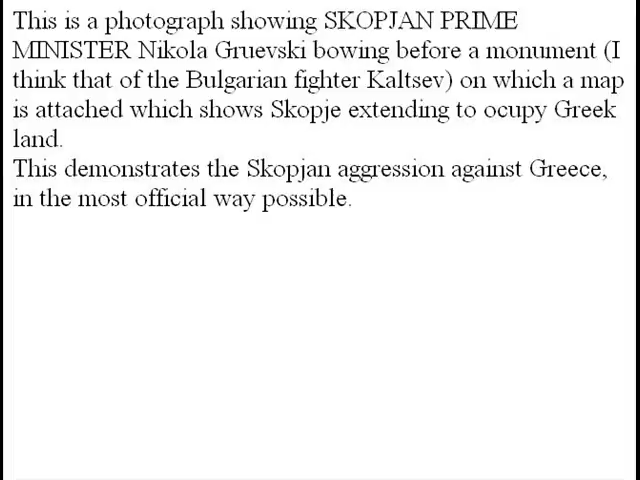 This is a photograph showing SKOPJAN PRIME
MINISTER Nikola Gruevski bowing before a monument (I
think that of the Bulgarian fighter Kaltsev) on which a map
is attached which shows Skopje extending to ocupy Greek
land.
This demonstrates the Skopjan aggression against Greece,
in the most official way possible.